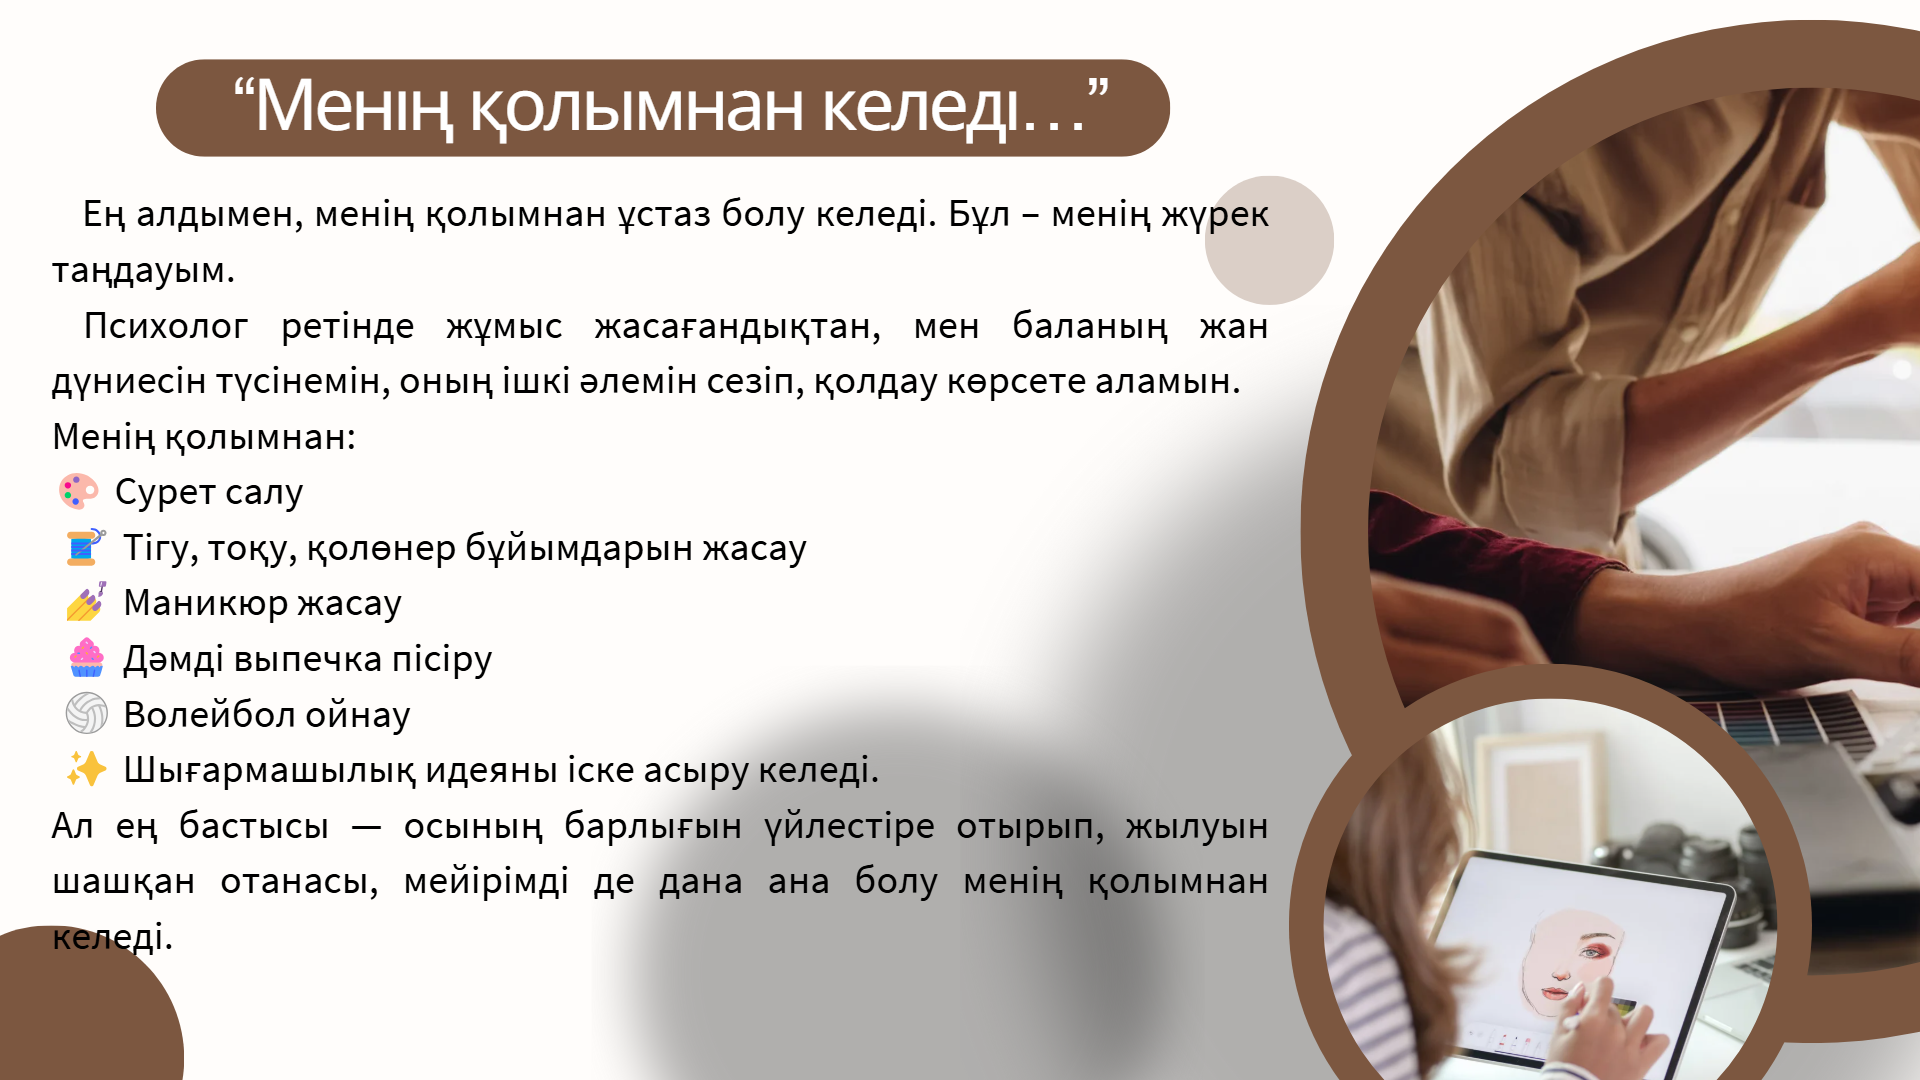 “Менің қолымнан келеді…”
Ең алдымен, менің қолымнан ұстаз болу келеді. Бұл – менің жүрек
таңдауым.
Психолог ретінде жұмыс жасағандықтан, мен баланың жан
дүниесін түсінемін, оның ішкі әлемін сезіп, қолдау көрсете аламын.
Менің қолымнан:
🎨 Сурет салу
🧵 Тігу, тоқу, қолөнер бұйымдарын жасау
💅 Маникюр жасау
🧁 Дәмді выпечка пісіру
🏐 Волейбол ойнау
✨ Шығармашылық идеяны іске асыру келеді.
Ал ең бастысы — осының барлығын үйлестіре отырып, жылуын
шашқан отанасы, мейірімді де дана ана болу менің қолымнан
келеді.